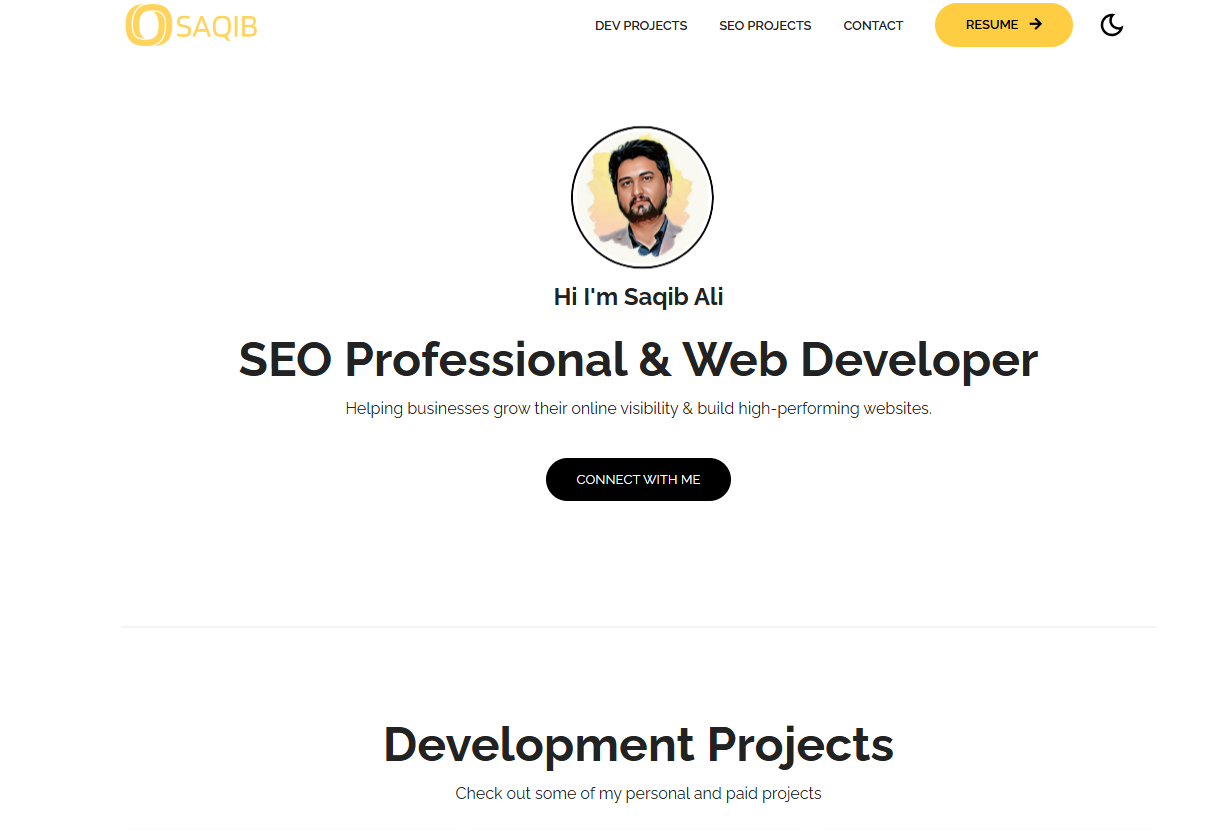 SAQIB
DEV PROJECTS
SEO PROJECTS
CONTACT
RESUME
Hi I'm Saqib Ali
SEO Professional & Web Developer
Helping businesses grow their online visibility & build high-performing websites.
CONNECT WITH ME
Development Projects
Check out some of my personal and paid projects